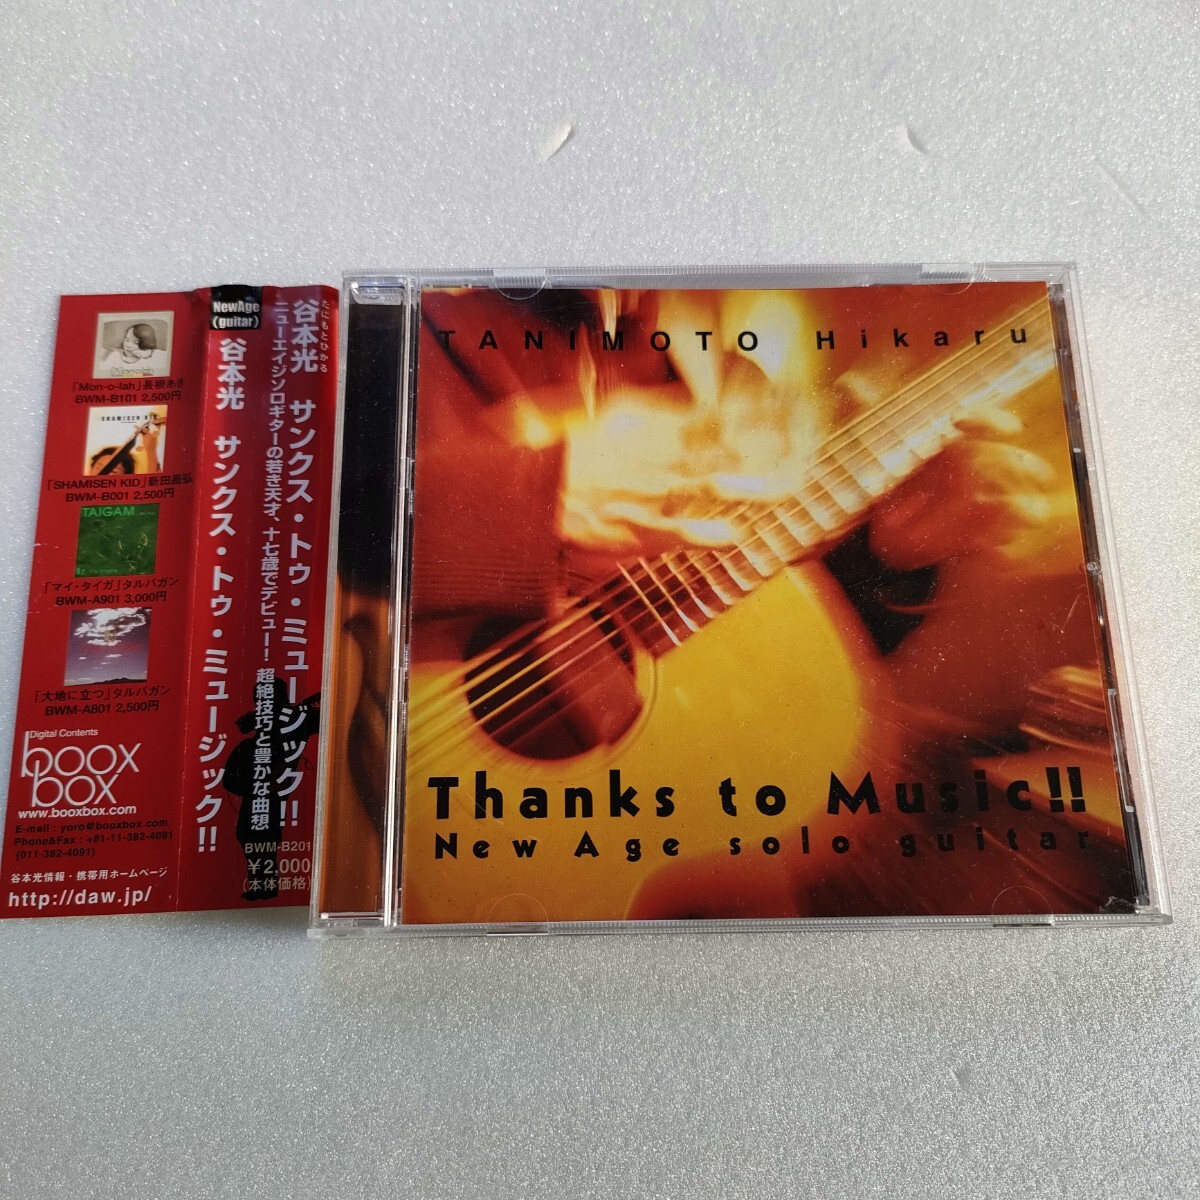 「Mon-o-lah」長根あき
BWM-B101 2,500円
SHAMISEN KID
「SHAMISEN KID」新田昌弘
BWM-B001 2,500円
TAIGAM
「マイ・タイガ」タルバガン
BWM-A901 3,000円
「大地に立つ」タルバガン
BWM-A801 2,500円
Digital Contents
boox
box
www.booxbox.com
E-mail : yoro@booxbox.com
Phone&Fax : +81-11-382-4091
(011-382-4091)
谷本光情報・携帯用ホームページ
http://daw.jp/
NewAge
(guitar)
谷本光 サンクス・トゥ・ミュージック!!
たにもとひかる
谷本光 サンクス・トゥ・ミュージック!!
ニューエイジソロギターの若き天才、十七歳でデビュー! 超絶技巧と豊かな曲想
BWM-B201
¥2,000
(本体価格)
TANIMOTO Hikaru
Thanks to Music!!
New Age solo guitar